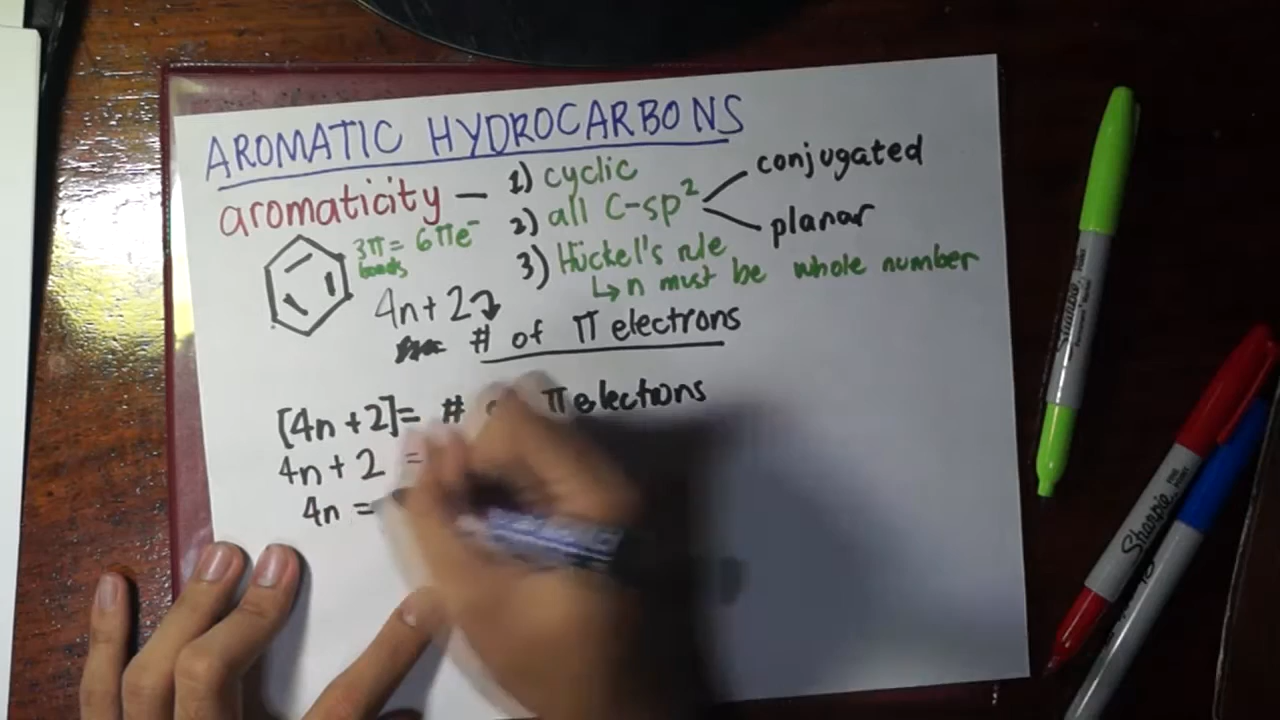 AROMATIC HYDROCARBONS
aromaticity — 1) cyclic
2) all C-sp² conjugated
planar
3) Hückel's rule
↳ n must be whole number
3π = 6πe⁻
bonds
4n+2
# of π electrons
[4n+2]= # π electrons
4n+2 =
4n =
Sharpie
Sharpie